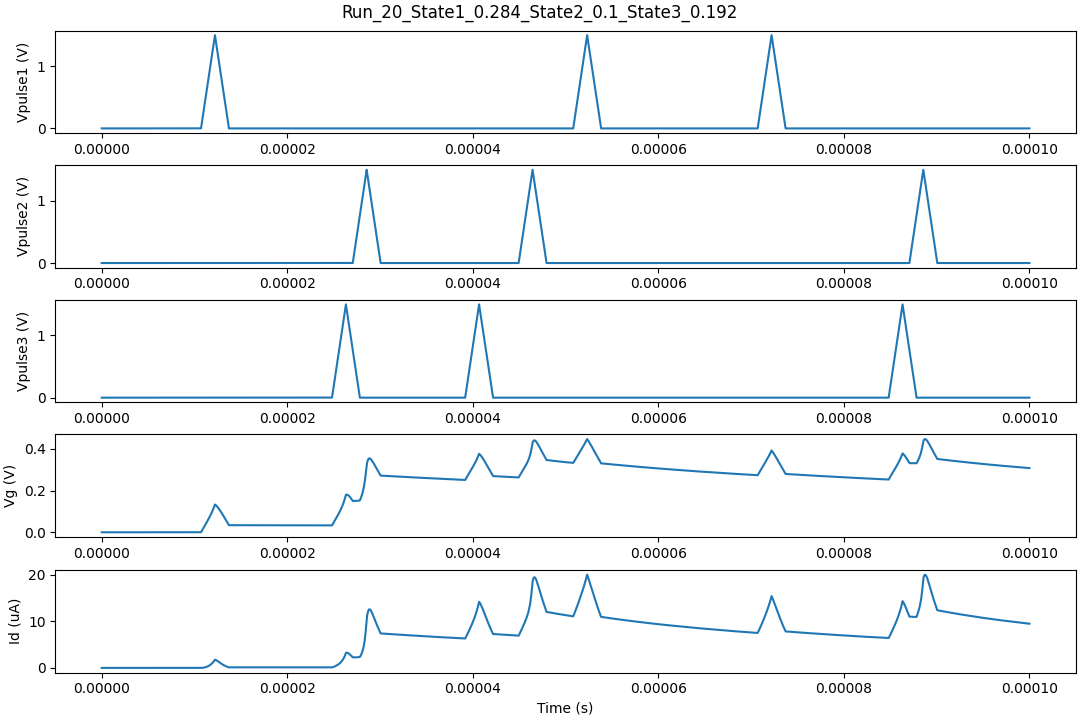 Run_20_State1_0.284_State2_0.1_State3_0.192
Vpulse1 (V)
1
0
0.00000 0.00002 0.00004 0.00006 0.00008 0.00010
Vpulse2 (V)
1
0
0.00000 0.00002 0.00004 0.00006 0.00008 0.00010
Vpulse3 (V)
1
0
0.00000 0.00002 0.00004 0.00006 0.00008 0.00010
Vg (V)
0.4
0.2
0.0
0.00000 0.00002 0.00004 0.00006 0.00008 0.00010
Id (uA)
20
10
0
0.00000 0.00002 0.00004 0.00006 0.00008 0.00010
Time (s)